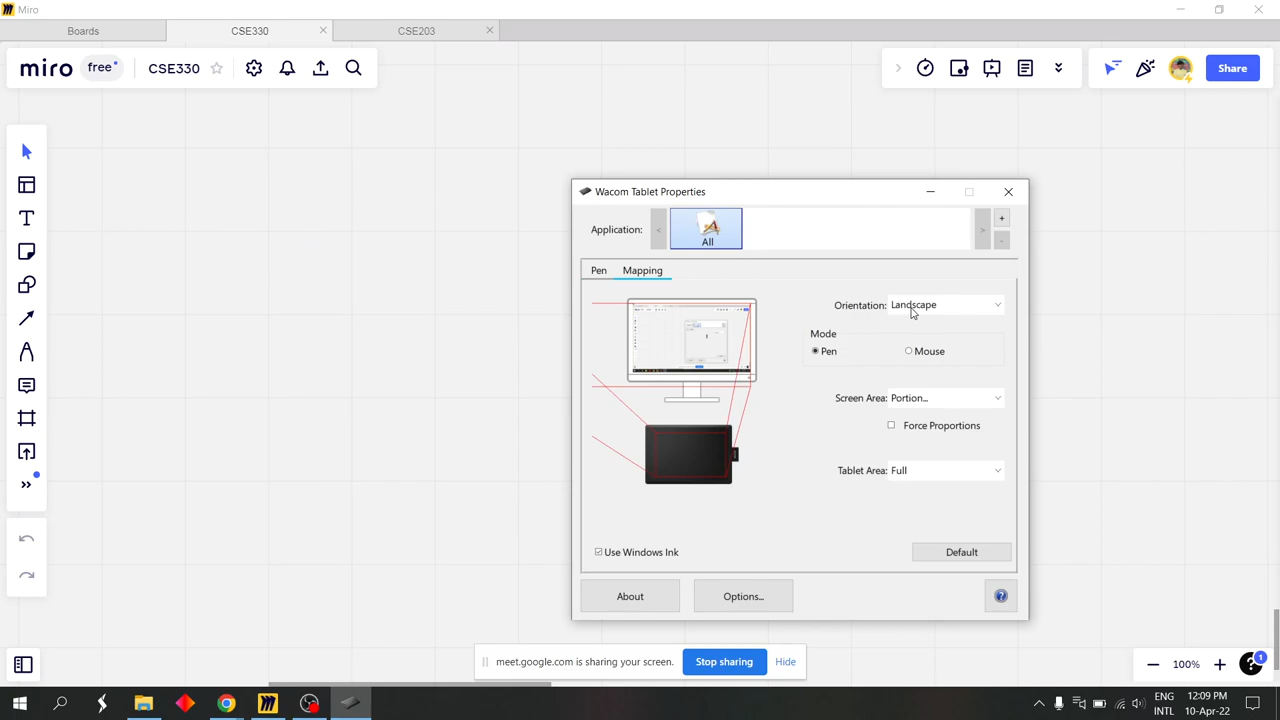 Miro
Boards
CSE330
CSE203
miro free
CSE330
Share
Wacom Tablet Properties
Application:
All
<
>
+
-
Pen
Mapping
Orientation: Landscape
Mode
Pen
Mouse
Screen Area: Portion...
Force Proportions
Tablet Area: Full
Use Windows Ink
Default
About
Options...
?
meet.google.com is sharing your screen.
Stop sharing
Hide
100%
?
1
ENG
INTL
12:09 PM
10-Apr-22